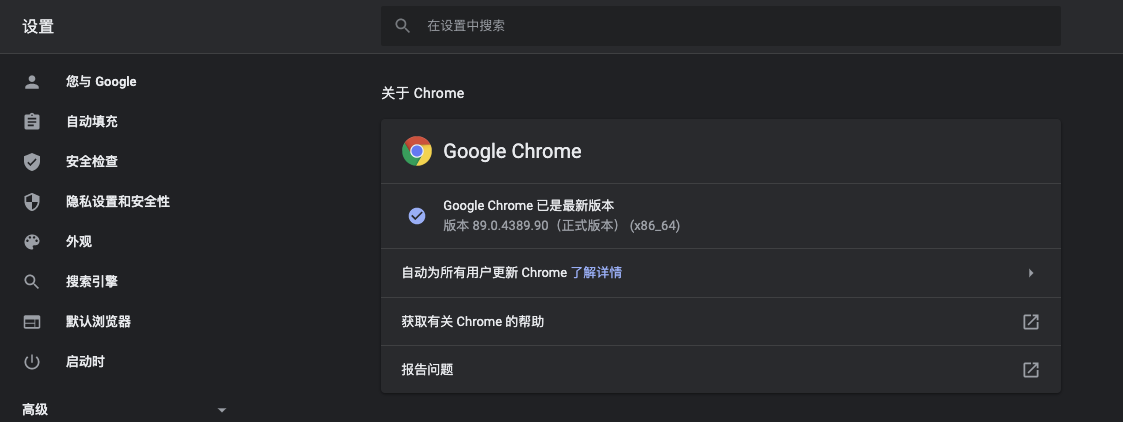 设置
在设置中搜索
您与 Google
自动填充
安全检查
隐私设置和安全性
外观
搜索引擎
默认浏览器
启动时
高级
关于 Chrome
Google Chrome
Google Chrome 已是最新版本
版本 89.0.4389.90（正式版本） (x86_64)
自动为所有用户更新 Chrome 了解详情
获取有关 Chrome 的帮助
报告问题